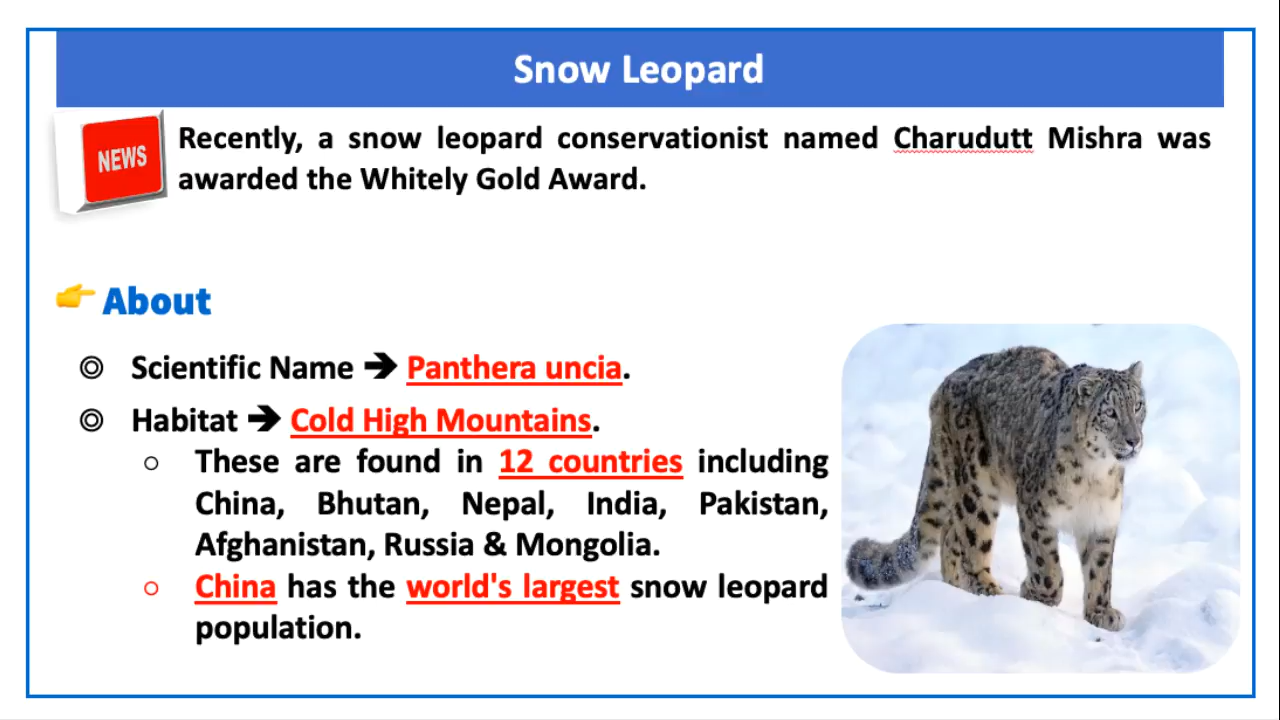 Snow Leopard
NEWS
Recently, a snow leopard conservationist named Charudutt Mishra was
awarded the Whitely Gold Award.
👉 About
◎ Scientific Name ➔ Panthera uncia.
◎ Habitat ➔ Cold High Mountains.
○ These are found in 12 countries including
China, Bhutan, Nepal, India, Pakistan,
Afghanistan, Russia & Mongolia.
○ China has the world's largest snow leopard
population.